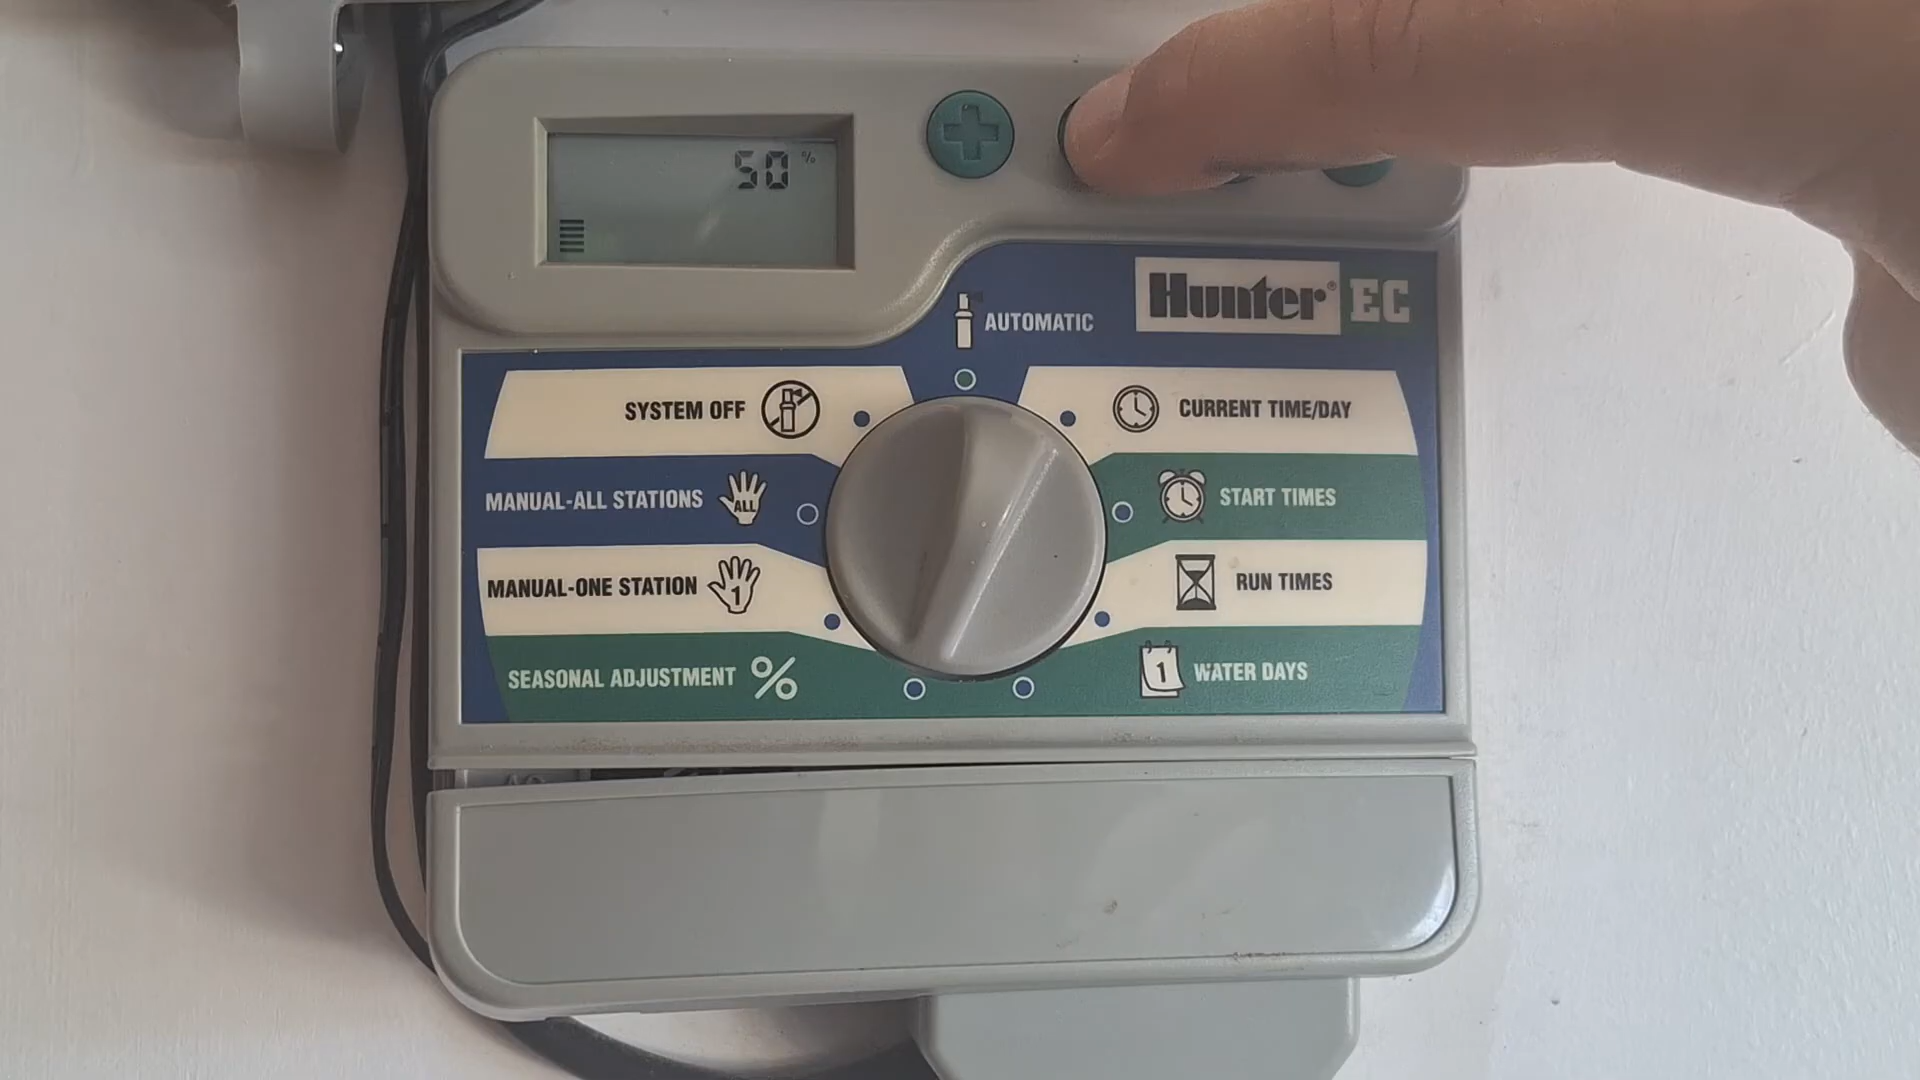 50 %
Hunter® EC
AUTOMATIC
SYSTEM OFF
CURRENT TIME/DAY
MANUAL-ALL STATIONS
ALL
START TIMES
MANUAL-ONE STATION
1
RUN TIMES
SEASONAL ADJUSTMENT %
1
WATER DAYS